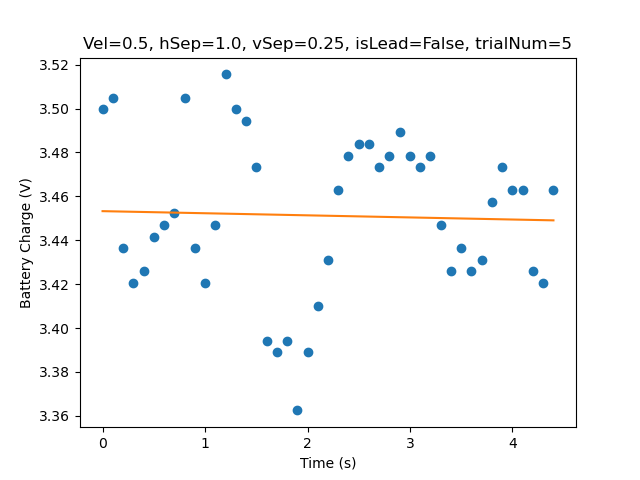 Vel=0.5, hSep=1.0, vSep=0.25, isLead=False, trialNum=5
3.52
3.50
3.48
3.46
3.44
3.42
3.40
3.38
3.36
Battery Charge (V)
0 1 2 3 4
Time (s)